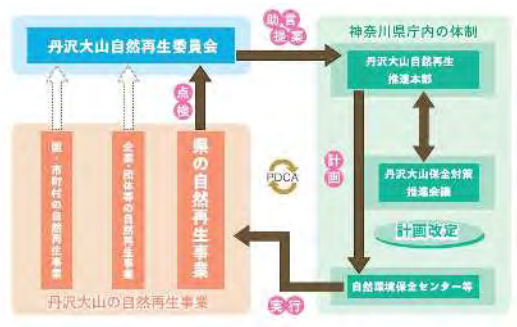 丹沢大山自然再生委員会
助言
提案
神奈川県庁内の体制
丹沢大山自然再生
推進本部
点検
国・市町村の自然再生事業
企業・団体等の自然再生事業
県の自然再生事業
PDCA
計画
丹沢大山保全対策
推進会議
計画改定
自然環境保全センター等
実行
丹沢大山の自然再生事業